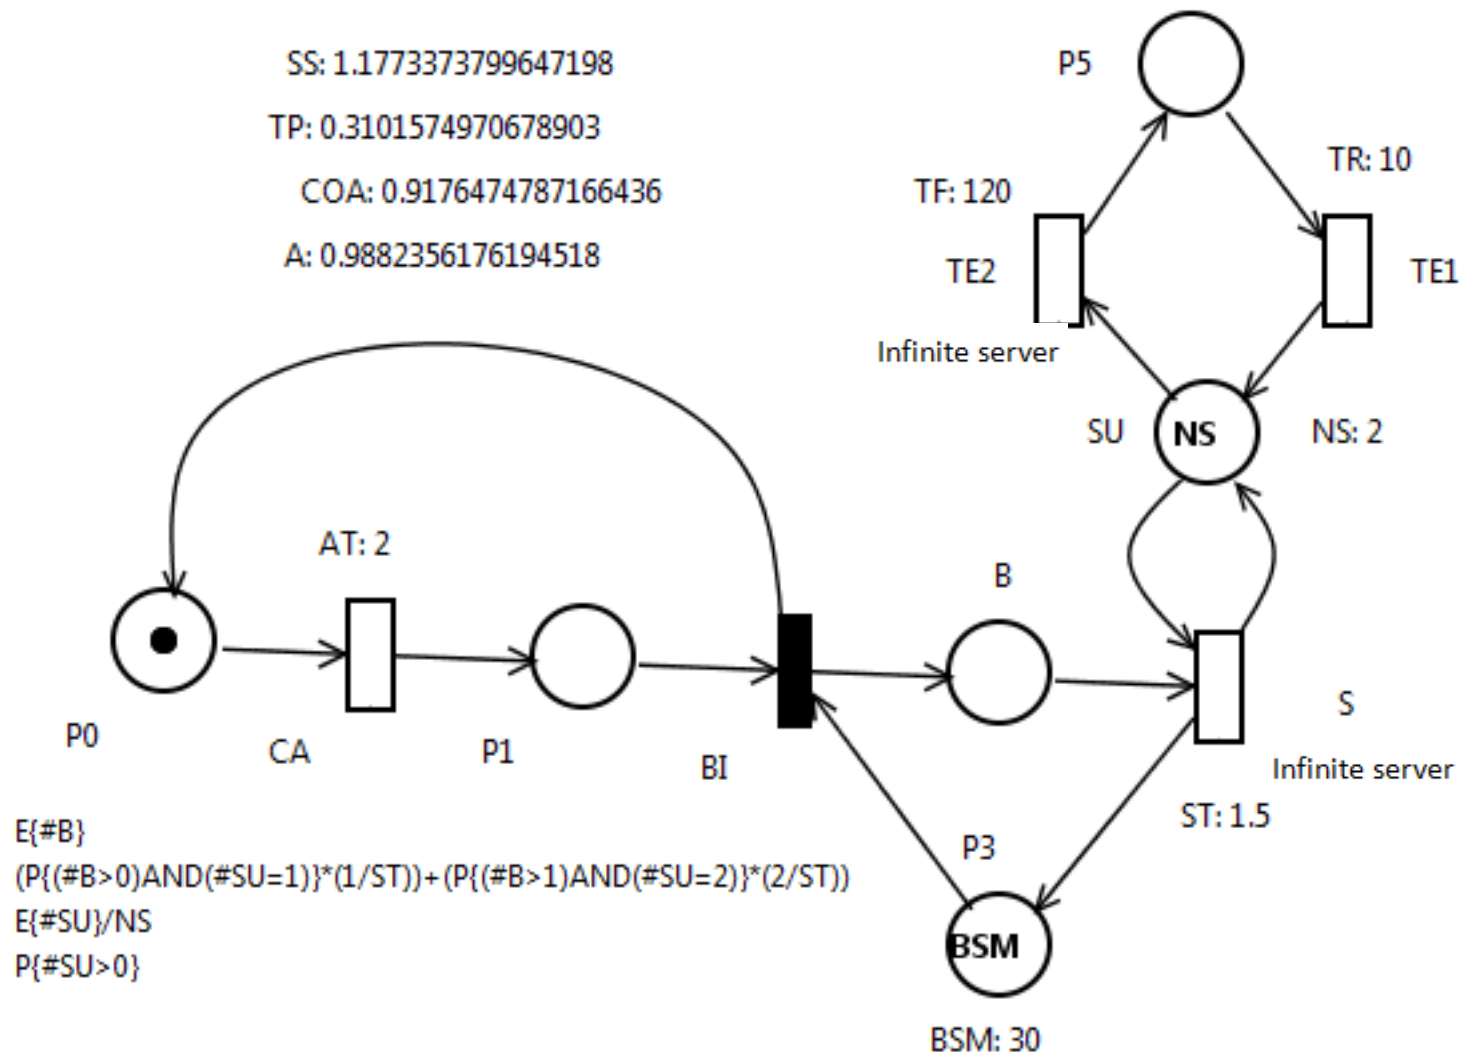 SS: 1.1773373799647198
TP: 0.3101574970678903
COA: 0.9176474787166436
A: 0.9882356176194518
P5
TR: 10
TF: 120
TE2
TE1
Infinite server
SU
NS
NS: 2
AT: 2
B
P0
CA
P1
BI
S
Infinite server
ST: 1.5
P3
E{#B}
(P{(#B>0)AND(#SU=1)}*(1/ST))+(P{(#B>1)AND(#SU=2)}*(2/ST))
E{#SU}/NS
P{#SU>0}
BSM
BSM: 30